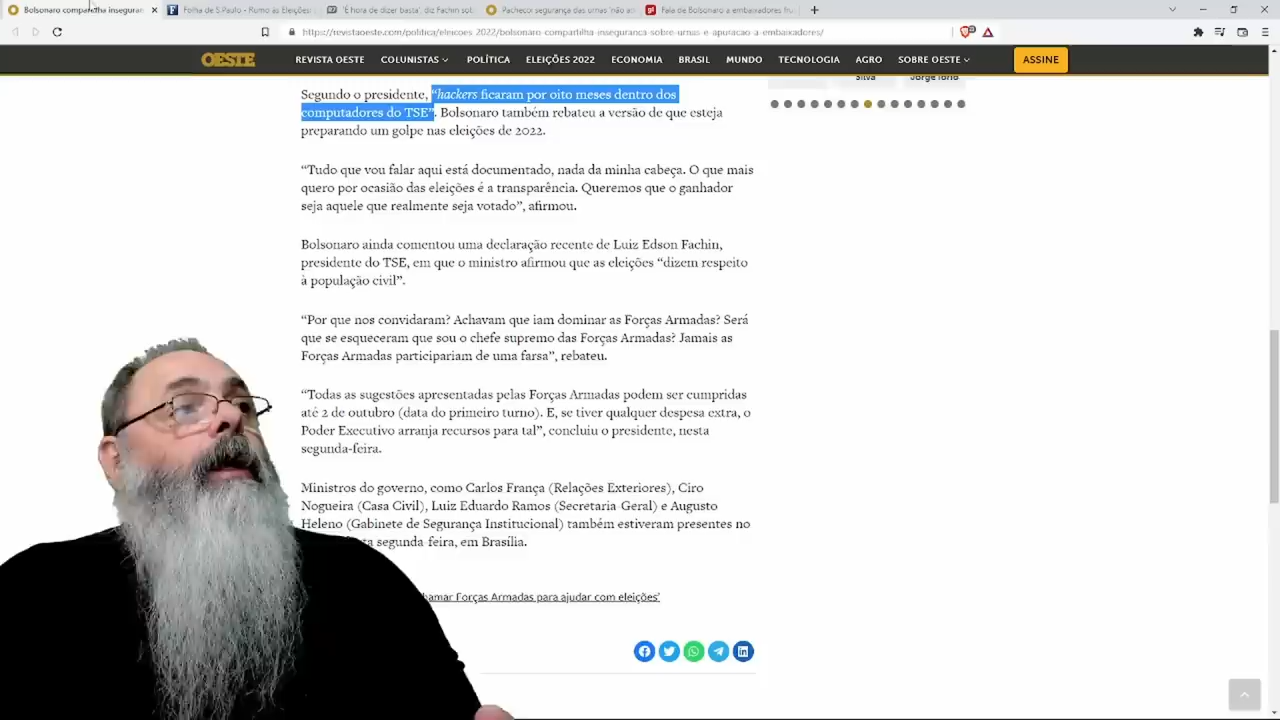 Bolsonaro compartilha inseguran
Folha de S.Paulo - Rumo às Eleições
'É hora de dizer basta', diz Fachin sob
Pacheco: segurança das urnas 'não
Fala de Bolsonaro a embaixadores fru
https://revistaoeste.com/politica/eleicoes-2022/bolsonaro-compartilha-inseguranca-sobre-urnas-e-apuracao-a-embaixadores/
OESTE
REVISTA OESTE COLUNISTAS POLÍTICA ELEIÇÕES 2022 ECONOMIA BRASIL MUNDO TECNOLOGIA AGRO SOBRE OESTE
ASSINE
Silva Jorge Iorio
Segundo o presidente, “hackers ficaram por oito meses dentro dos
computadores do TSE”. Bolsonaro também rebateu a versão de que esteja
preparando um golpe nas eleições de 2022.
“Tudo que vou falar aqui está documentado, nada da minha cabeça. O que mais
quero por ocasião das eleições é a transparência. Queremos que o ganhador
seja aquele que realmente seja votado”, afirmou.
Bolsonaro ainda comentou uma declaração recente de Luiz Edson Fachin,
presidente do TSE, em que o ministro afirmou que as eleições “dizem respeito
à população civil”.
“Por que nos convidaram? Achavam que iam dominar as Forças Armadas? Será
que se esqueceram que sou o chefe supremo das Forças Armadas? Jamais as
Forças Armadas participariam de uma farsa”, rebateu.
“Todas as sugestões apresentadas pelas Forças Armadas podem ser cumpridas
até 2 de outubro (data do primeiro turno). E, se tiver qualquer despesa extra, o
Poder Executivo arranja recursos para tal”, concluiu o presidente, nesta
segunda-feira.
Ministros do governo, como Carlos França (Relações Exteriores), Ciro
Nogueira (Casa Civil), Luiz Eduardo Ramos (Secretaria-Geral) e Augusto
Heleno (Gabinete de Segurança Institucional) também estiveram presentes no
ta segunda-feira, em Brasília.
hamar Forças Armadas para ajudar com eleições’